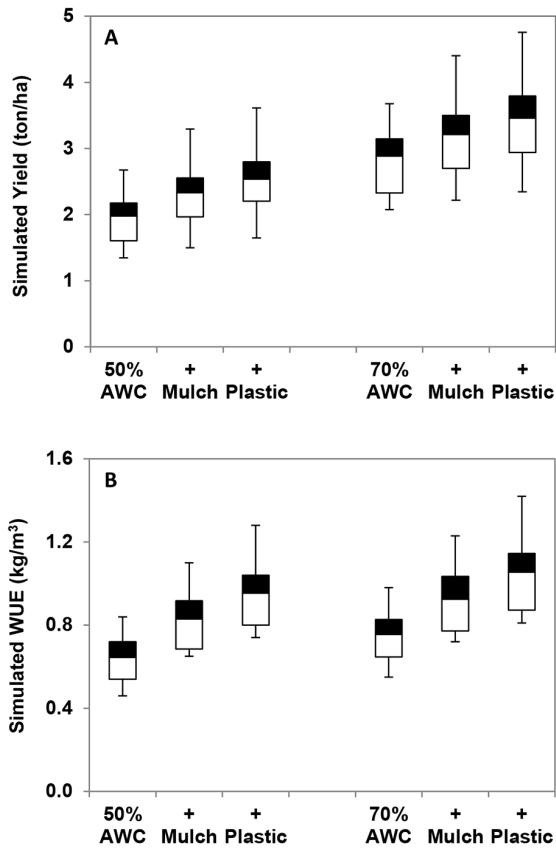 A
Simulated Yield (ton/ha)
5
4
3
2
1
0
50% + + 70% + +
AWC Mulch Plastic AWC Mulch Plastic
B
Simulated WUE (kg/m³)
1.6
1.2
0.8
0.4
0.0
50% + + 70% + +
AWC Mulch Plastic AWC Mulch Plastic